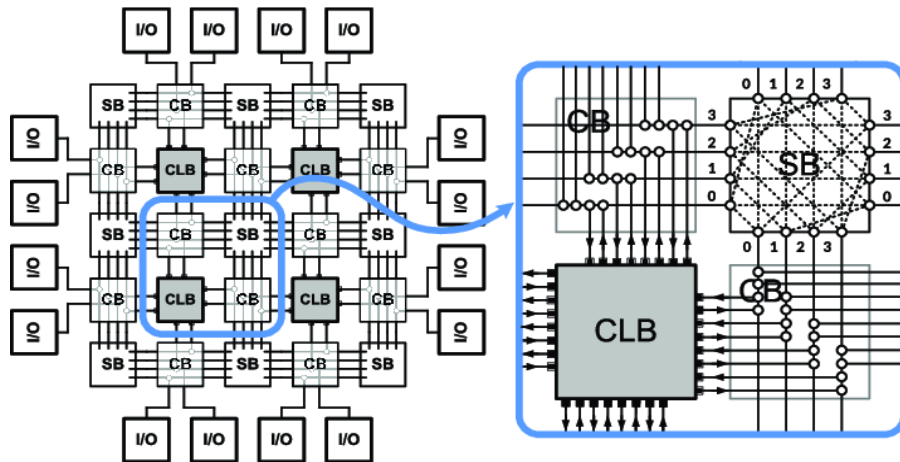 I/O I/O I/O I/O
SB CB SB CB SB
I/O CB CLB CB CLB CB I/O
I/O I/O
SB CB SB CB SB
I/O CB CLB CB CLB CB I/O
I/O I/O
SB CB SB CB SB
I/O I/O I/O I/O
0 1 2 3
CB 3 3
2 SB 2
1 1
0 0
0 1 2 3
CB
CLB